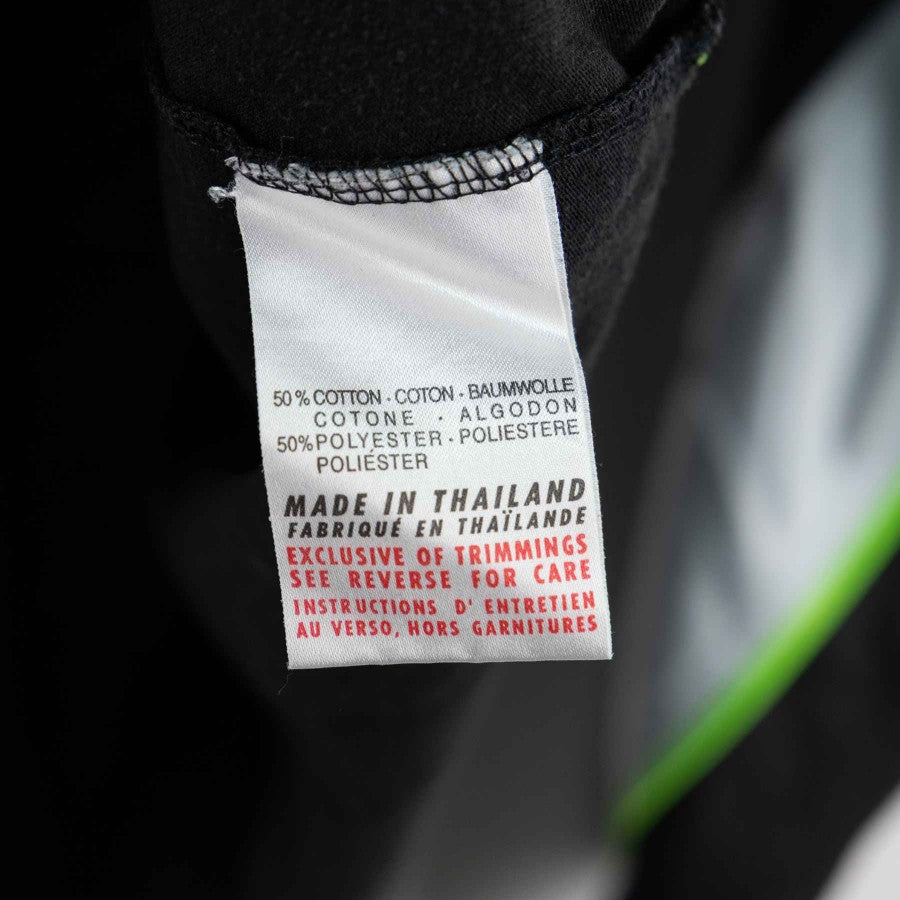 50% COTTON · COTON · BAUMWOLLE
COTONE · ALGODON
50% POLYESTER · POLIESTERE
POLIÉSTER
MADE IN THAILAND
FABRIQUÉ EN THAÏLANDE
EXCLUSIVE OF TRIMMINGS
SEE REVERSE FOR CARE
INSTRUCTIONS D' ENTRETIEN
AU VERSO, HORS GARNITURES